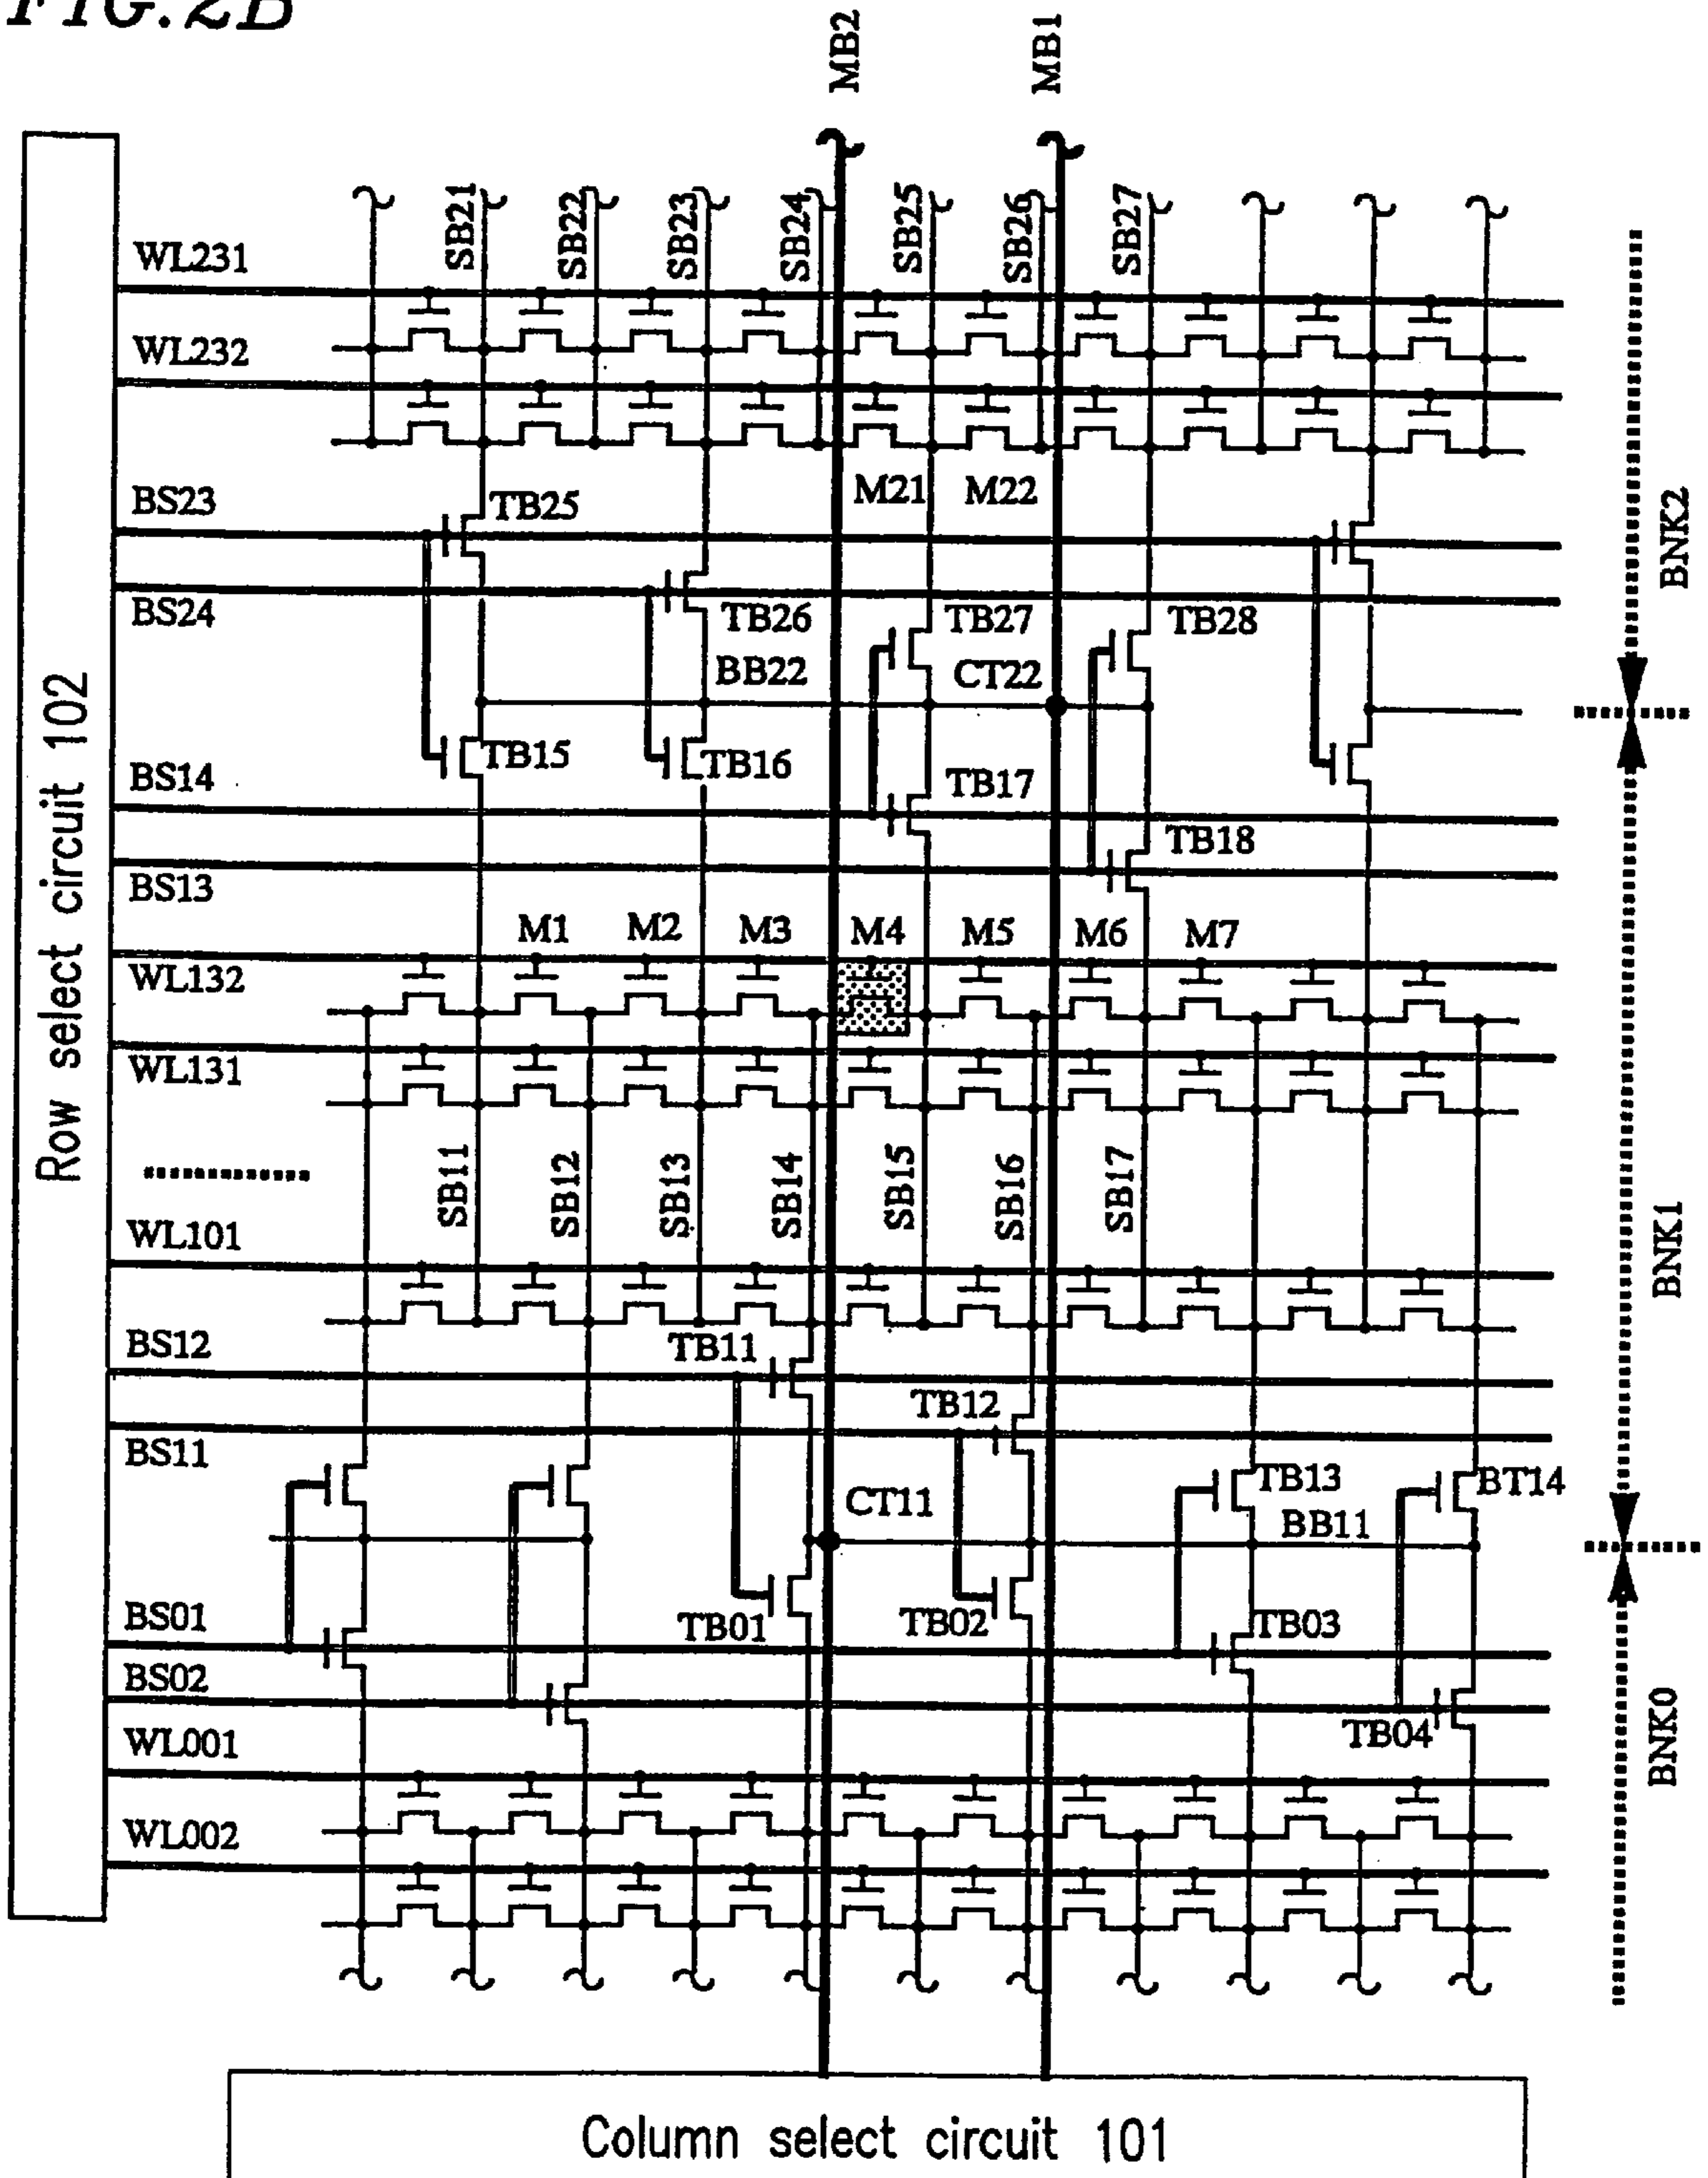 FIG.2B
MB2
MB1
SB21
SB22
SB23
SB24
SB25
SB26
SB27
WL231
WL232
M21
M22
BS23
TB25
BS24
TB26
TB27
TB28
BB22
CT22
BNK2
Row select circuit 102
TB15
TB16
BS14
TB17
BS13
TB18
M1
M2
M3
M4
M5
M6
M7
WL132
WL131
SB11
SB12
SB13
SB14
SB15
SB16
SB17
WL101
BNK1
BS12
TB11
TB12
BS11
TB13
BT14
CT11
BB11
BS01
TB01
TB02
TB03
BS02
TB04
WL001
BNK0
WL002
Column select circuit 101